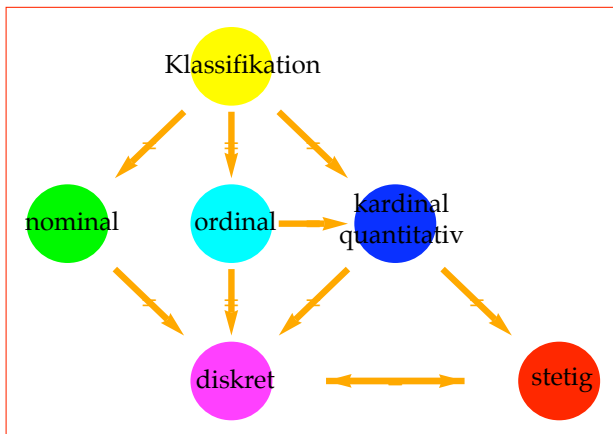 Klassifikation
nominal
ordinal
kardinal
quantitativ
diskret
stetig